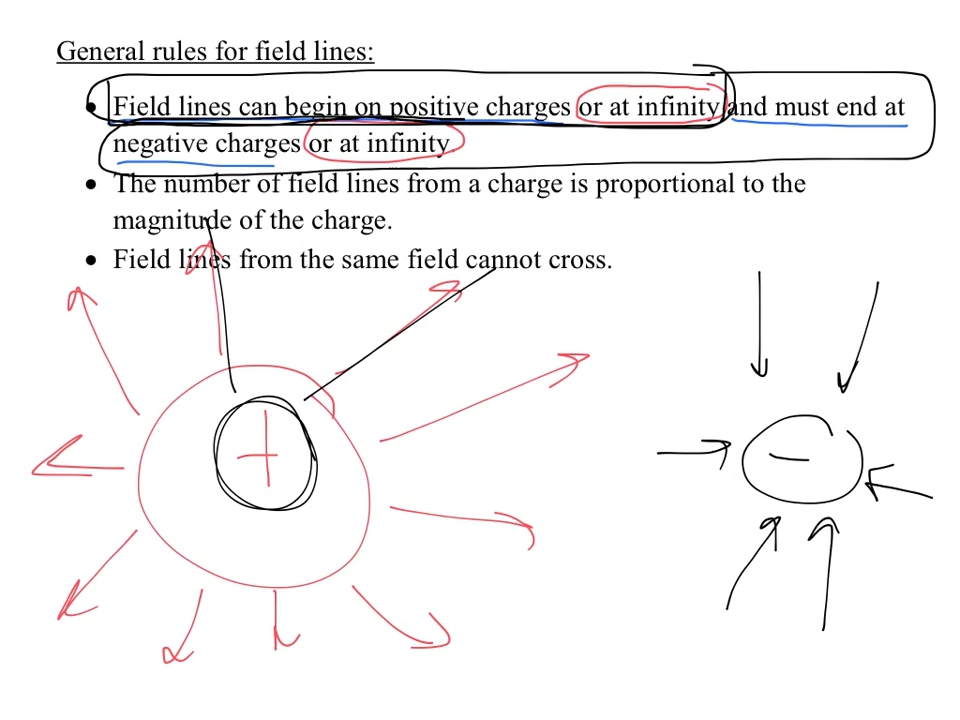 General rules for field lines:
• Field lines can begin on positive charges or at infinity and must end at
negative charges or at infinity.
• The number of field lines from a charge is proportional to the
magnitude of the charge.
• Field lines from the same field cannot cross.
+
-